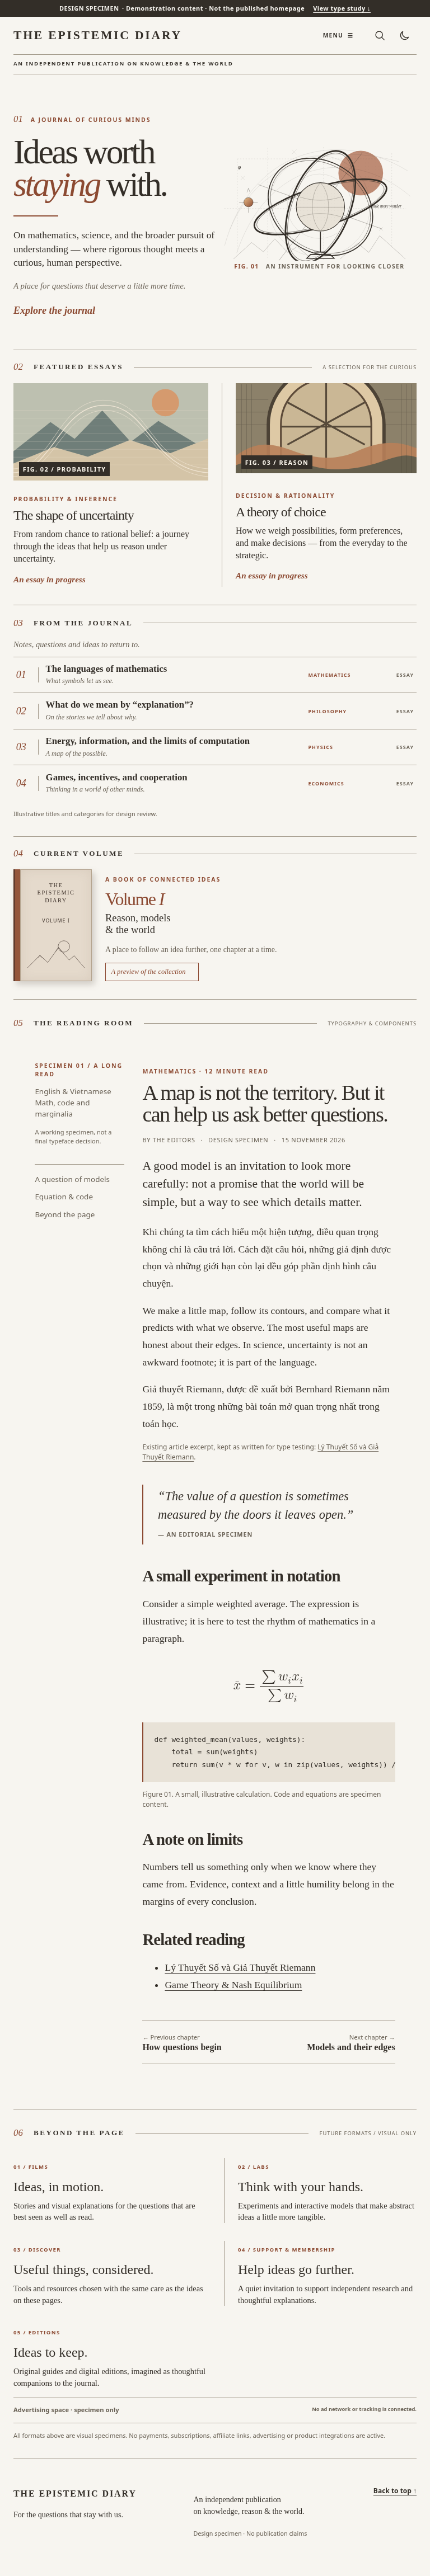 DESIGN SPECIMEN · Demonstration content · Not the published homepage View type study ↓
THE EPISTEMIC DIARY
MENU ☰
AN INDEPENDENT PUBLICATION ON KNOWLEDGE & THE WORLD
01 A JOURNAL OF CURIOUS MINDS
Ideas worth
staying with.
On mathematics, science, and the broader pursuit of
understanding — where rigorous thought meets a
curious, human perspective.
A place for questions that deserve a little more time.
Explore the journal
FIG. 01 AN INSTRUMENT FOR LOOKING CLOSER
02 FEATURED ESSAYS A SELECTION FOR THE CURIOUS
FIG. 02 / PROBABILITY
PROBABILITY & INFERENCE
The shape of uncertainty
From random chance to rational belief: a journey
through the ideas that help us reason under
uncertainty.
An essay in progress
FIG. 03 / REASON
DECISION & RATIONALITY
A theory of choice
How we weigh possibilities, form preferences,
and make decisions — from the everyday to the
strategic.
An essay in progress
03 FROM THE JOURNAL
Notes, questions and ideas to return to.
01 The languages of mathematics MATHEMATICS ESSAY
What symbols let us see.
02 What do we mean by “explanation”? PHILOSOPHY ESSAY
On the stories we tell about why.
03 Energy, information, and the limits of computation PHYSICS ESSAY
A map of the possible.
04 Games, incentives, and cooperation ECONOMICS ESSAY
Thinking in a world of other minds.
Illustrative titles and categories for design review.
04 CURRENT VOLUME
THE
EPISTEMIC
DIARY
VOLUME I
A BOOK OF CONNECTED IDEAS
Volume I
Reason, models
& the world
A place to follow an idea further, one chapter at a time.
A preview of the collection
05 THE READING ROOM TYPOGRAPHY & COMPONENTS
SPECIMEN 01 / A LONG
READ
English & Vietnamese
Math, code and
marginalia
A working specimen, not a
final typeface decision.
A question of models
Equation & code
Beyond the page
MATHEMATICS · 12 MINUTE READ
A map is not the territory. But it
can help us ask better questions.
BY THE EDITORS · DESIGN SPECIMEN · 15 NOVEMBER 2026
A good model is an invitation to look more
carefully: not a promise that the world will be
simple, but a way to see which details matter.
Khi chúng ta tìm cách hiểu một hiện tượng, điều quan trọng
không chỉ là câu trả lời. Cách đặt câu hỏi, những giả định được
chọn và những giới hạn còn lại đều góp phần định hình câu
chuyện.
We make a little map, follow its contours, and compare what it
predicts with what we observe. The most useful maps are
honest about their edges. In science, uncertainty is not an
awkward footnote; it is part of the language.
Giả thuyết Riemann, được đề xuất bởi Bernhard Riemann năm
1859, là một trong những bài toán mở quan trọng nhất trong
toán học.
Existing article excerpt, kept as written for type testing: Lý Thuyết Số và Giả
Thuyết Riemann.
“The value of a question is sometimes
measured by the doors it leaves open.”
— AN EDITORIAL SPECIMEN
A small experiment in notation
Consider a simple weighted average. The expression is
illustrative; it is here to test the rhythm of mathematics in a
paragraph.
x̄ = ∑ wᵢxᵢ / ∑ wᵢ
def weighted_mean(values, weights):
total = sum(weights)
return sum(v * w for v, w in zip(values, weights)) /
Figure 01. A small, illustrative calculation. Code and equations are specimen
content.
A note on limits
Numbers tell us something only when we know where they
came from. Evidence, context and a little humility belong in the
margins of every conclusion.
Related reading
• Lý Thuyết Số và Giả Thuyết Riemann
• Game Theory & Nash Equilibrium
← Previous chapter
How questions begin
Next chapter →
Models and their edges
06 BEYOND THE PAGE FUTURE FORMATS / VISUAL ONLY
01 / FILMS
Ideas, in motion.
Stories and visual explanations for the questions that are
best seen as well as read.
02 / LABS
Think with your hands.
Experiments and interactive models that make abstract
ideas a little more tangible.
03 / DISCOVER
Useful things, considered.
Tools and resources chosen with the same care as the ideas
on these pages.
04 / SUPPORT & MEMBERSHIP
Help ideas go further.
A quiet invitation to support independent research and
thoughtful explanations.
05 / EDITIONS
Ideas to keep.
Original guides and digital editions, imagined as thoughtful
companions to the journal.
Advertising space · specimen only No ad network or tracking is connected.
All formats above are visual specimens. No payments, subscriptions, affiliate links, advertising or product integrations are active.
THE EPISTEMIC DIARY
For the questions that stay with us.
An independent publication
on knowledge, reason & the world.
Design specimen · No publication claims
Back to top ↑